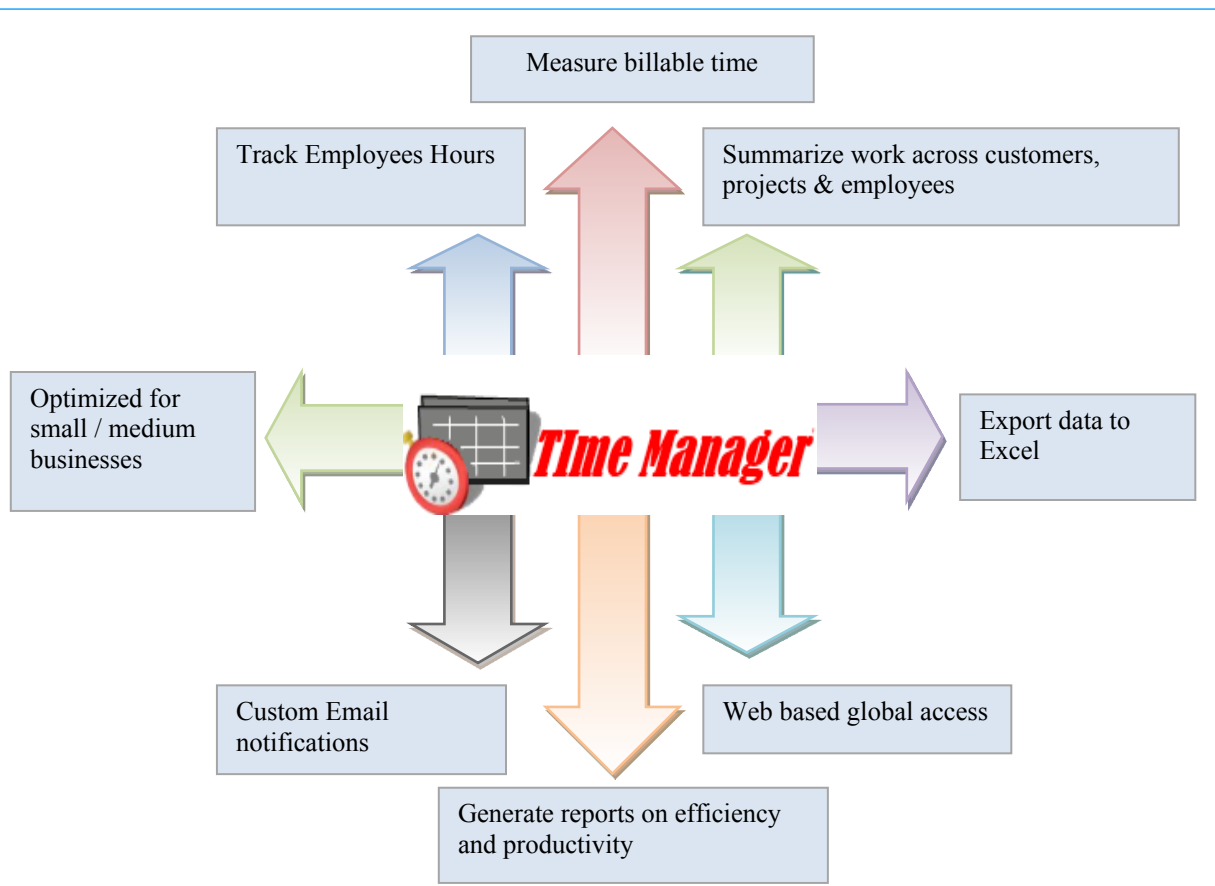 Measure billable time
Track Employees Hours
Summarize work across customers,
projects & employees
Optimized for
small / medium
businesses
TIme Manager
Export data to
Excel
Custom Email
notifications
Web based global access
Generate reports on efficiency
and productivity